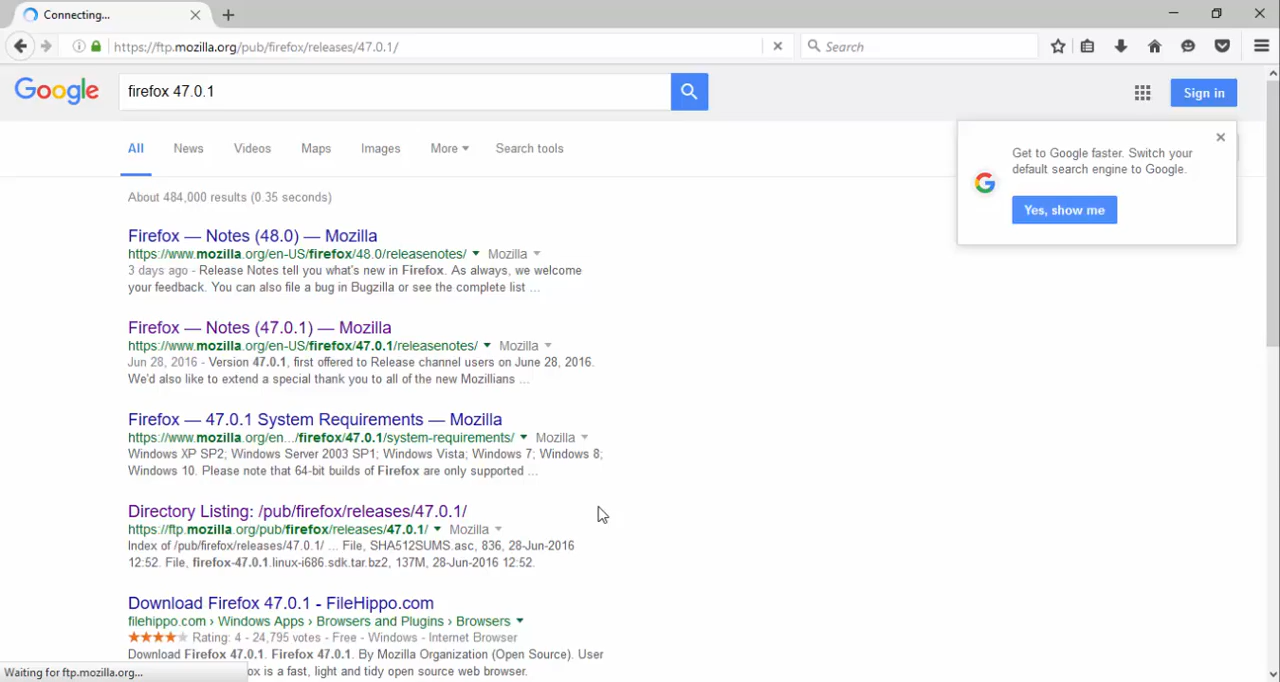 Connecting...
https://ftp.mozilla.org/pub/firefox/releases/47.0.1/
Search
Google
firefox 47.0.1
Sign in
All
News
Videos
Maps
Images
More
Search tools
Get to Google faster. Switch your
default search engine to Google.
Yes, show me
About 484,000 results (0.35 seconds)
Firefox — Notes (48.0) — Mozilla
https://www.mozilla.org/en-US/firefox/48.0/releasenotes/ Mozilla
3 days ago - Release Notes tell you what's new in Firefox. As always, we welcome
your feedback. You can also file a bug in Bugzilla or see the complete list ...
Firefox — Notes (47.0.1) — Mozilla
https://www.mozilla.org/en-US/firefox/47.0.1/releasenotes/ Mozilla
Jun 28, 2016 - Version 47.0.1, first offered to Release channel users on June 28, 2016.
We'd also like to extend a special thank you to all of the new Mozillians ...
Firefox — 47.0.1 System Requirements — Mozilla
https://www.mozilla.org/en.../firefox/47.0.1/system-requirements/ Mozilla
Windows XP SP2; Windows Server 2003 SP1; Windows Vista; Windows 7; Windows 8;
Windows 10. Please note that 64-bit builds of Firefox are only supported ...
Directory Listing: /pub/firefox/releases/47.0.1/
https://ftp.mozilla.org/pub/firefox/releases/47.0.1/ Mozilla
Index of /pub/firefox/releases/47.0.1/ ... File, SHA512SUMS.asc, 836, 28-Jun-2016
12:52. File, firefox-47.0.1.linux-i686.sdk.tar.bz2, 137M, 28-Jun-2016 12:52.
Download Firefox 47.0.1 - FileHippo.com
filehippo.com › Windows Apps › Browsers and Plugins › Browsers
Rating: 4 - 24,795 votes - Free - Windows - Internet Browser
Download Firefox 47.0.1. Firefox 47.0.1. By Mozilla Organization (Open Source). User
Waiting for ftp.mozilla.org... ox is a fast, light and tidy open source web browser.